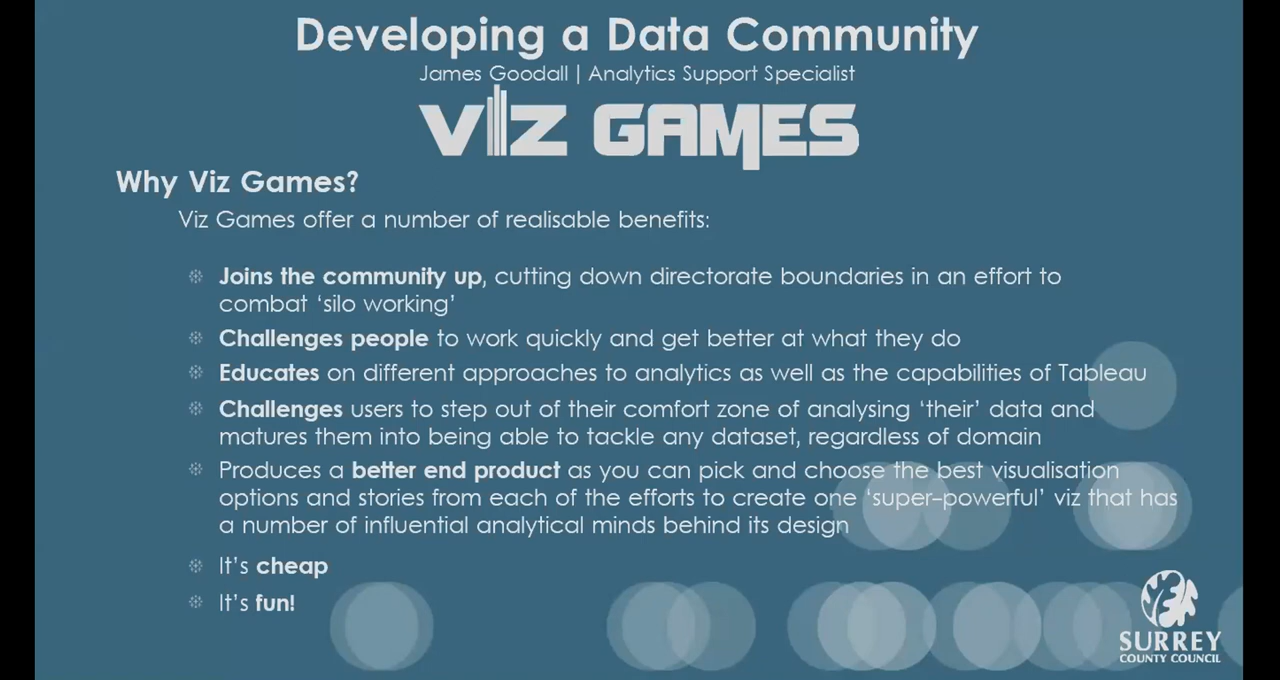 Developing a Data Community
James Goodall | Analytics Support Specialist
VIZ GAMES
Why Viz Games?
Viz Games offer a number of realisable benefits:
Joins the community up, cutting down directorate boundaries in an effort to
combat ‘silo working’
Challenges people to work quickly and get better at what they do
Educates on different approaches to analytics as well as the capabilities of Tableau
Challenges users to step out of their comfort zone of analysing ‘their’ data and
matures them into being able to tackle any dataset, regardless of domain
Produces a better end product as you can pick and choose the best visualisation
options and stories from each of the efforts to create one ‘super–powerful’ viz that has
a number of influential analytical minds behind its design
It’s cheap
It’s fun!
SURREY
COUNTY COUNCIL